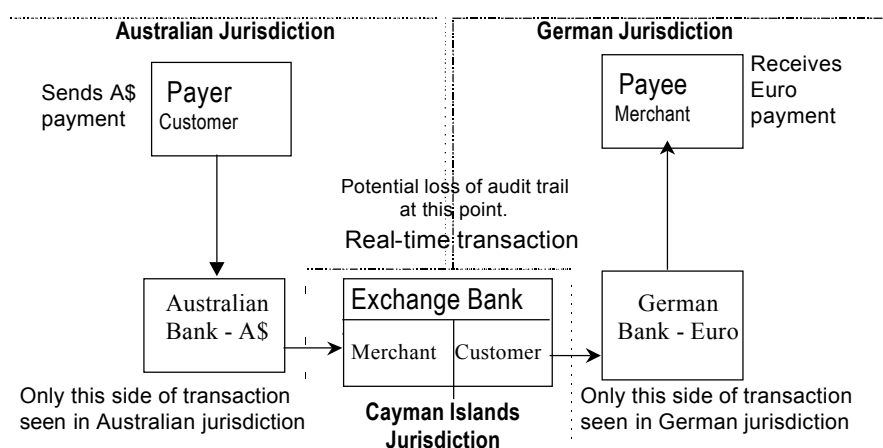 Australian Jurisdiction
German Jurisdiction
Sends A$
payment
Payer
Customer
Payee
Merchant
Receives
Euro
payment
Potential loss of audit trail
at this point.
Real-time transaction
Australian
Bank - A$
Exchange Bank
Merchant
Customer
German
Bank - Euro
Only this side of transaction
seen in Australian jurisdiction
Cayman Islands
Jurisdiction
Only this side of transaction
seen in German jurisdiction